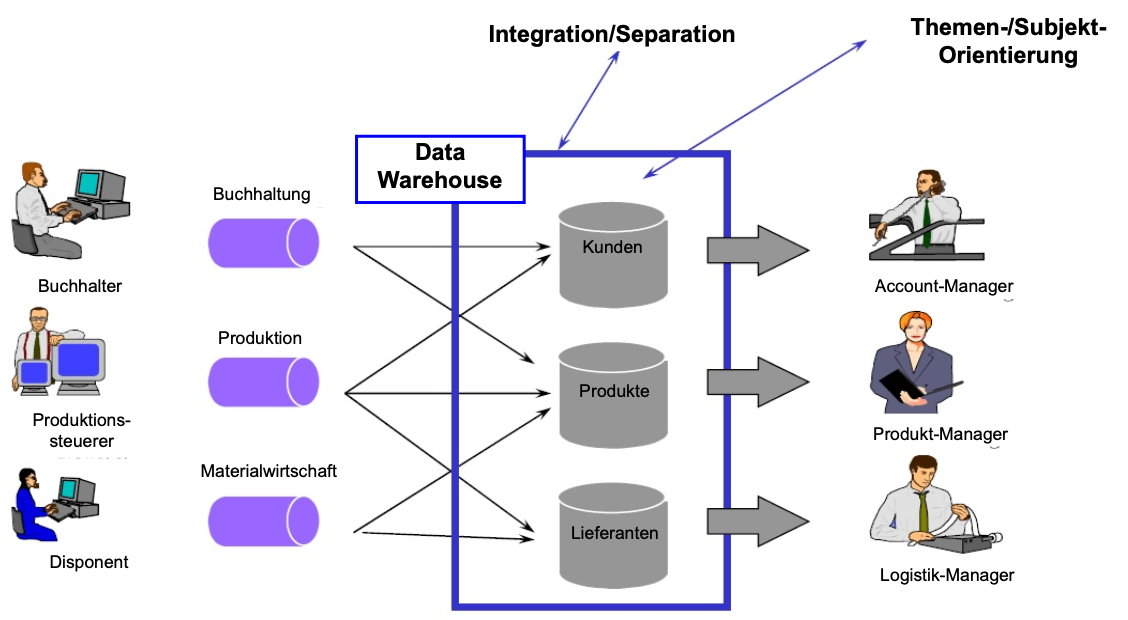 Integration/Separation
Themen-/Subjekt-
Orientierung
Data
Warehouse
Buchhaltung
Kunden
Buchhalter
Account-Manager
Produktion
Produkte
Produktions-
steuerer
Produkt-Manager
Materialwirtschaft
Lieferanten
Disponent
Logistik-Manager